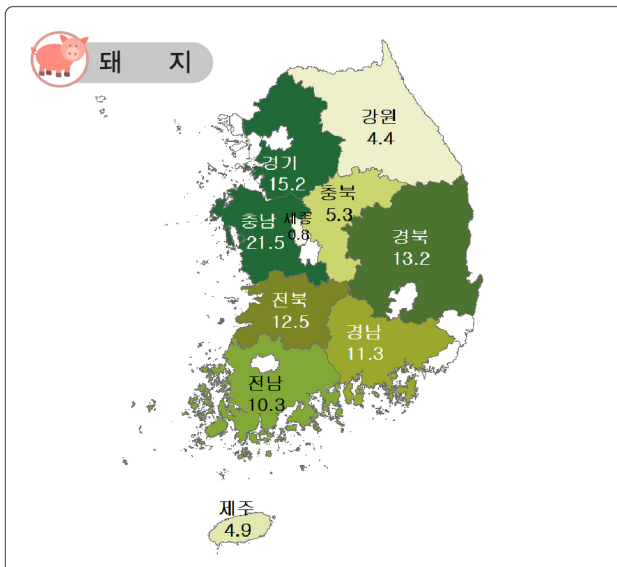 돼 지
강원
4.4
경기
15.2
충북
5.3
세종
0.8
충남
21.5
경북
13.2
전북
12.5
경남
11.3
전남
10.3
제주
4.9